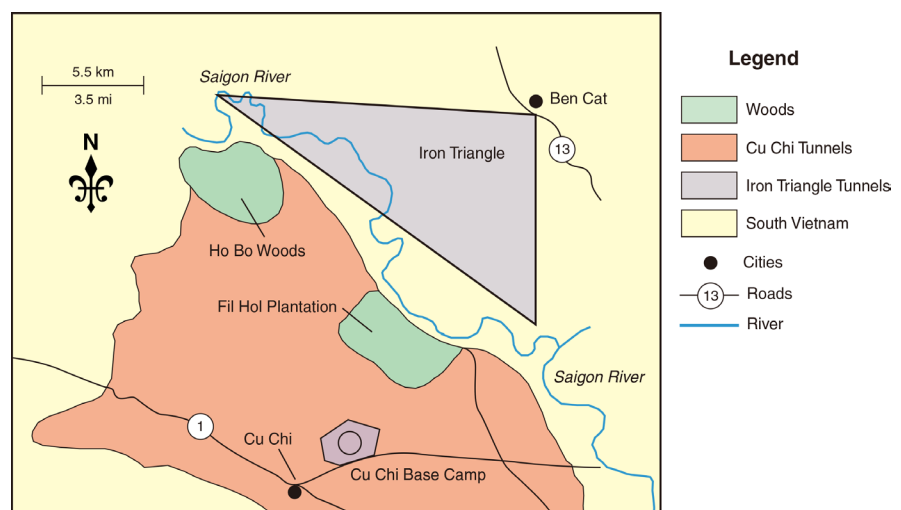 5.5 km
3.5 mi
N
Saigon River
Ben Cat
13
Iron Triangle
Ho Bo Woods
Fil Hol Plantation
Saigon River
1
Cu Chi
Cu Chi Base Camp
Legend
Woods
Cu Chi Tunnels
Iron Triangle Tunnels
South Vietnam
Cities
13
Roads
River